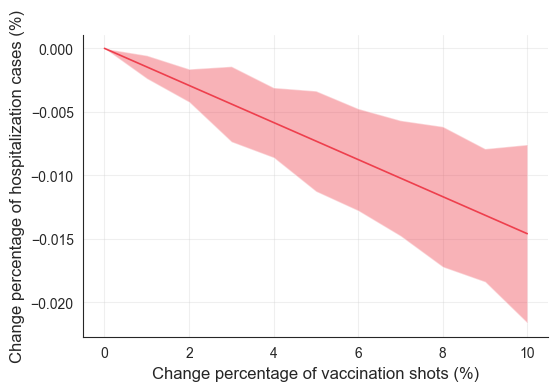 Change percentage of hospitalization cases (%)
0.000
−0.005
−0.010
−0.015
−0.020
0 2 4 6 8 10
Change percentage of vaccination shots (%)